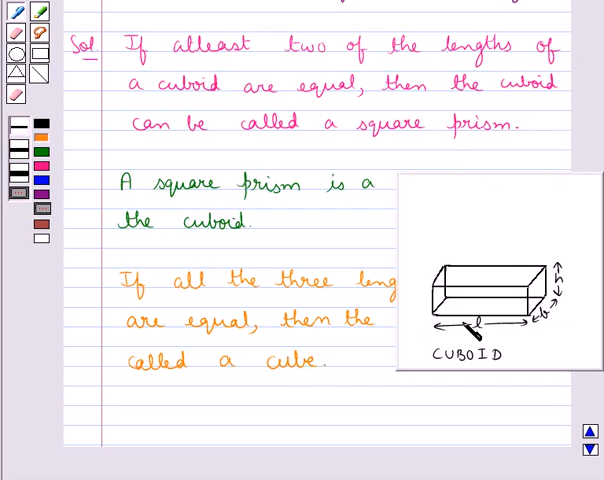 Sol. If alleast two of the lengths of
a cuboid are equal, then the cuboid
can be called a square prism.
A square prism is a
the cuboid.
If all the three leng
are equal, then the
called a cube.
h
b
l
CUBOID